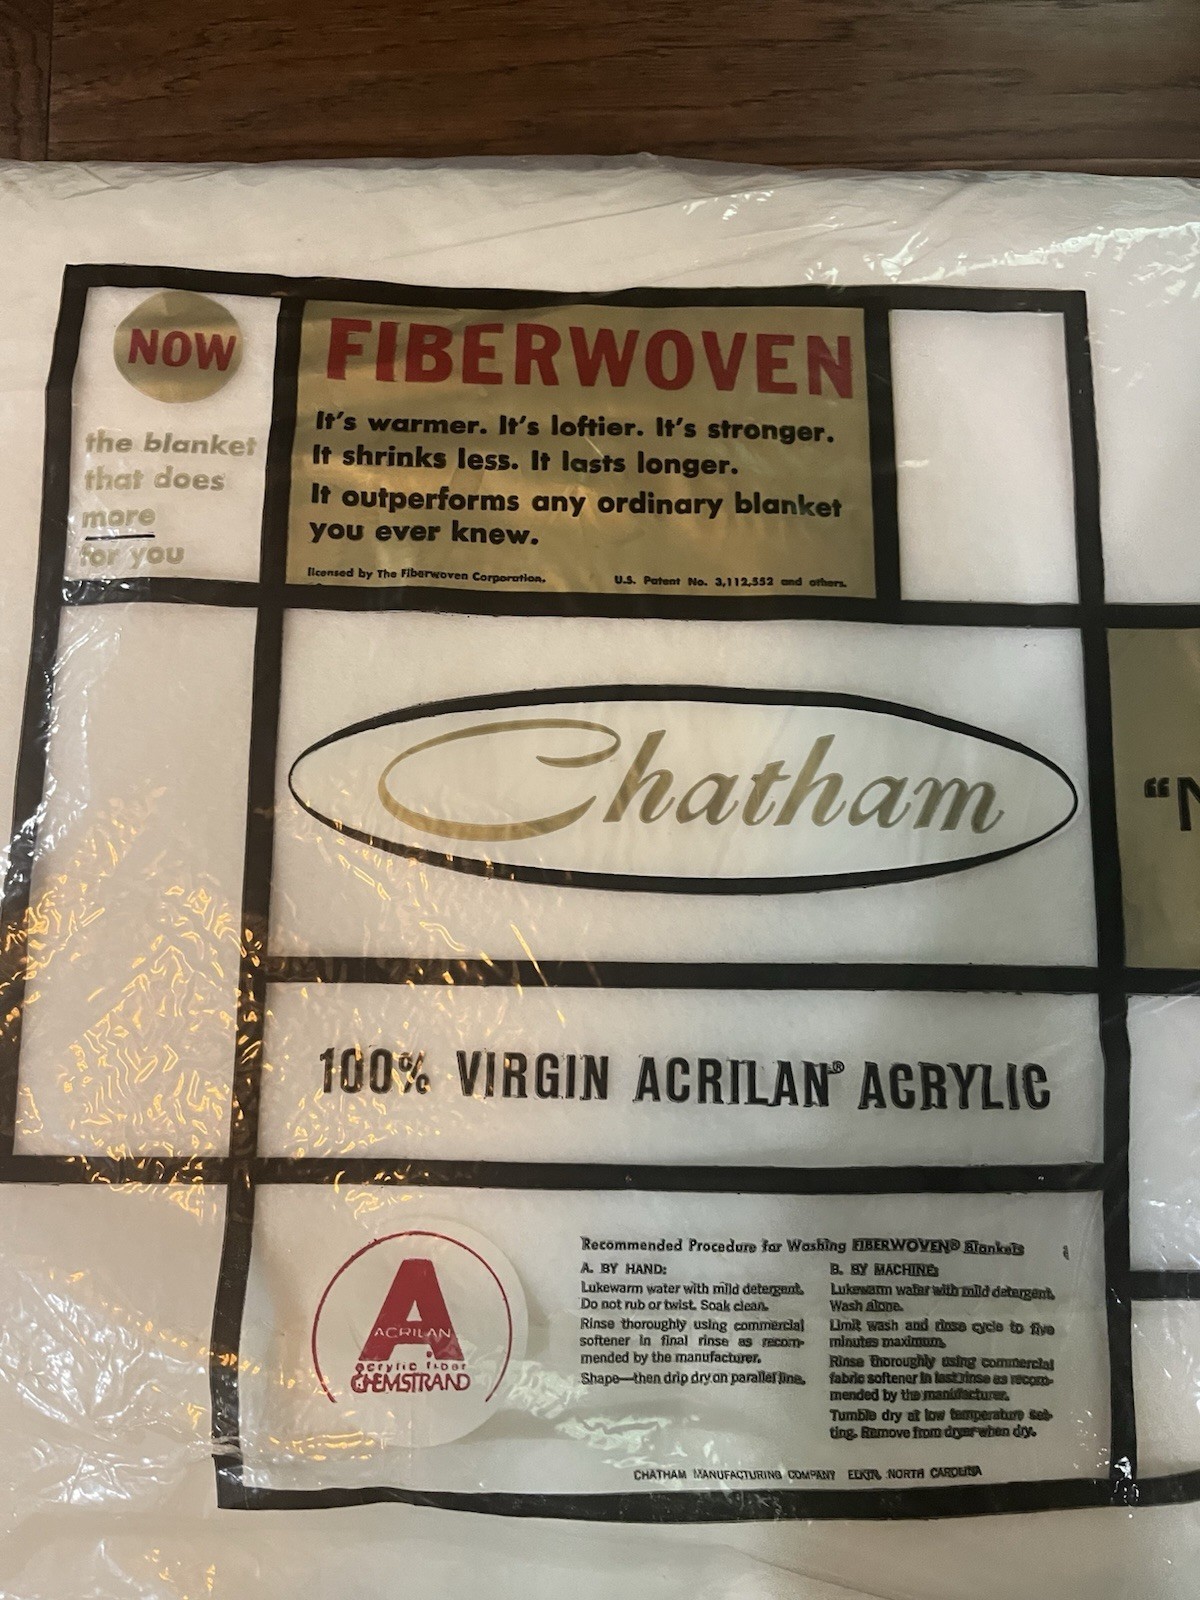 NOW
the blanket
that does
more
for you
FIBERWOVEN
It's warmer. It's loftier. It's stronger.
It shrinks less. It lasts longer.
It outperforms any ordinary blanket
you ever knew.
licensed by The Fiberwoven Corporation.
U.S. Patent No. 3,112,552 and others.
Chatham
"N
100% VIRGIN ACRILAN® ACRYLIC
A
ACRILAN
acrylic fiber
CHEMSTRAND
Recommended Procedure for Washing FIBERWOVEN® Blankets
A. BY HAND:
Lukewarm water with mild detergent.
Do not rub or twist. Soak clean.
Rinse thoroughly using commercial
softener in final rinse as recom-
mended by the manufacturer.
Shape—then drip dry on parallel line.
B. BY MACHINE:
Lukewarm water with mild detergent.
Wash alone.
Limit wash and rinse cycle to five
minutes maximum.
Rinse thoroughly using commercial
fabric softener in last rinse as recom-
mended by the manufacturer.
Tumble dry at low temperature set-
ting. Remove from dryer when dry.
CHATHAM MANUFACTURING COMPANY ELKIN, NORTH CAROLINA